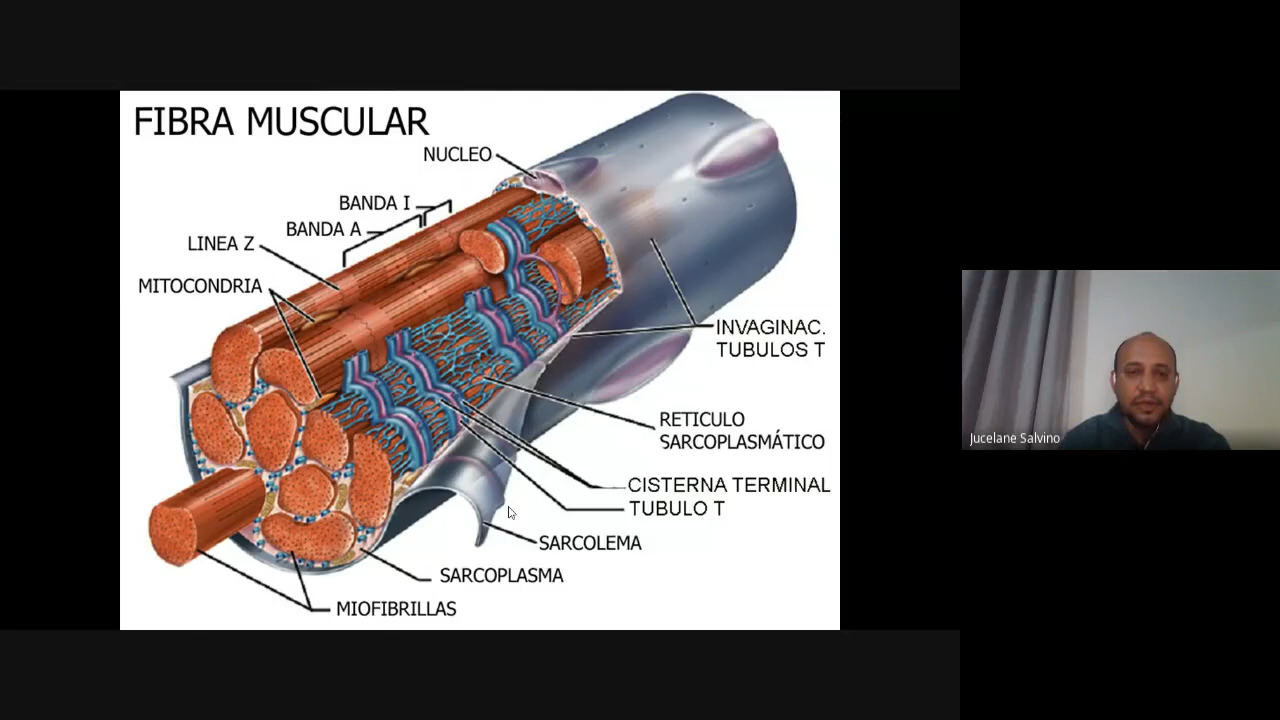 FIBRA MUSCULAR
NUCLEO
BANDA I
BANDA A
LINEA Z
MITOCONDRIA
INVAGINAC.
TUBULOS T
RETICULO
SARCOPLASMÁTICO
CISTERNA TERMINAL
TUBULO T
SARCOLEMA
SARCOPLASMA
MIOFIBRILLAS
Jucelane Salvino